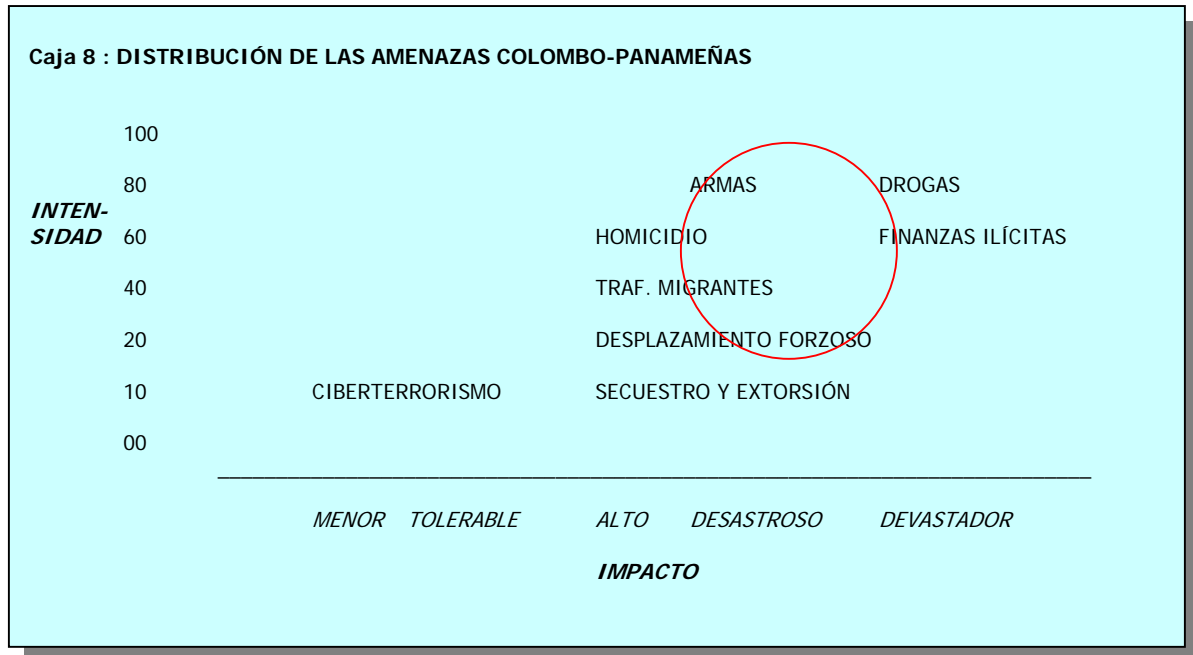 Caja 8 : DISTRIBUCIÓN DE LAS AMENAZAS COLOMBO-PANAMEÑAS
100
80 ARMAS DROGAS
INTEN-
SIDAD 60 HOMICIDIO FINANZAS ILÍCITAS
40 TRAF. MIGRANTES
20 DESPLAZAMIENTO FORZOSO
10 CIBERTERRORISMO SECUESTRO Y EXTORSIÓN
00
MENOR TOLERABLE ALTO DESASTROSO DEVASTADOR
IMPACTO